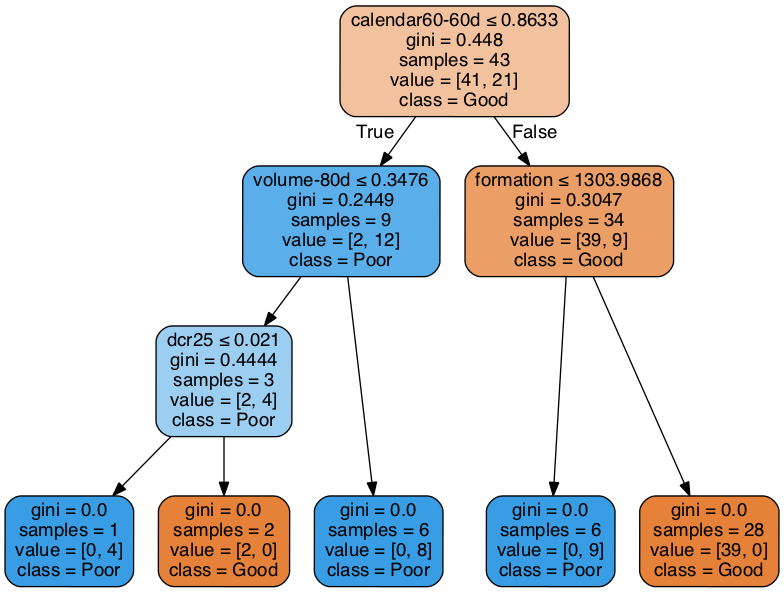 calendar60-60d ≤ 0.8633
gini = 0.448
samples = 43
value = [41, 21]
class = Good
True
False
volume-80d ≤ 0.3476
gini = 0.2449
samples = 9
value = [2, 12]
class = Poor
formation ≤ 1303.9868
gini = 0.3047
samples = 34
value = [39, 9]
class = Good
dcr25 ≤ 0.021
gini = 0.4444
samples = 3
value = [2, 4]
class = Poor
gini = 0.0
samples = 1
value = [0, 4]
class = Poor
gini = 0.0
samples = 2
value = [2, 0]
class = Good
gini = 0.0
samples = 6
value = [0, 8]
class = Poor
gini = 0.0
samples = 6
value = [0, 9]
class = Poor
gini = 0.0
samples = 28
value = [39, 0]
class = Good